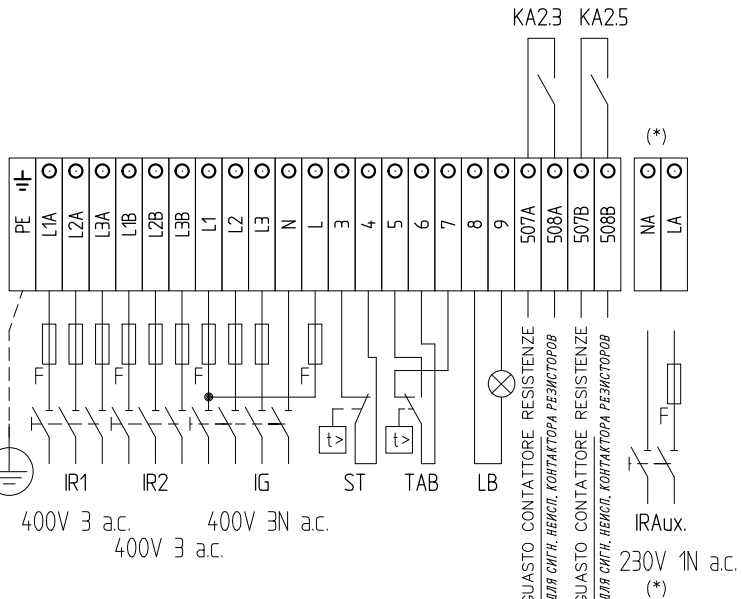 KA2.3 KA2.5
(*)
PE L1A L2A L3A L1B L2B L3B L1 L2 L3 N L 3 4 5 6 7 8 9 507A 508A 507B 508B NA LA
F F F F F
t> t>
IR1 IR2 IG ST TAB LB
400V 3 a.c. 400V 3N a.c.
400V 3 a.c.
GUASTO CONTATTORE RESISTENZE
ДЛЯ СИГН. НЕИСП. КОНТАКТОРА РЕЗИСТОРОВ
GUASTO CONTATTORE RESISTENZE
ДЛЯ СИГН. НЕИСП. КОНТАКТОРА РЕЗИСТОРОВ
IRAux.
230V 1N a.c.
(*)